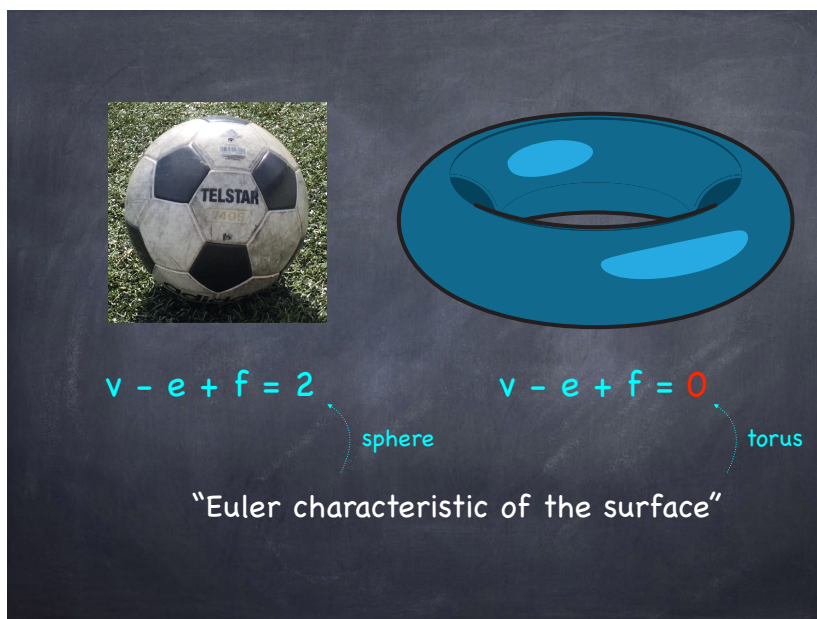 TELSTAR
v - e + f = 2
v - e + f = 0
sphere
torus
“Euler characteristic of the surface”